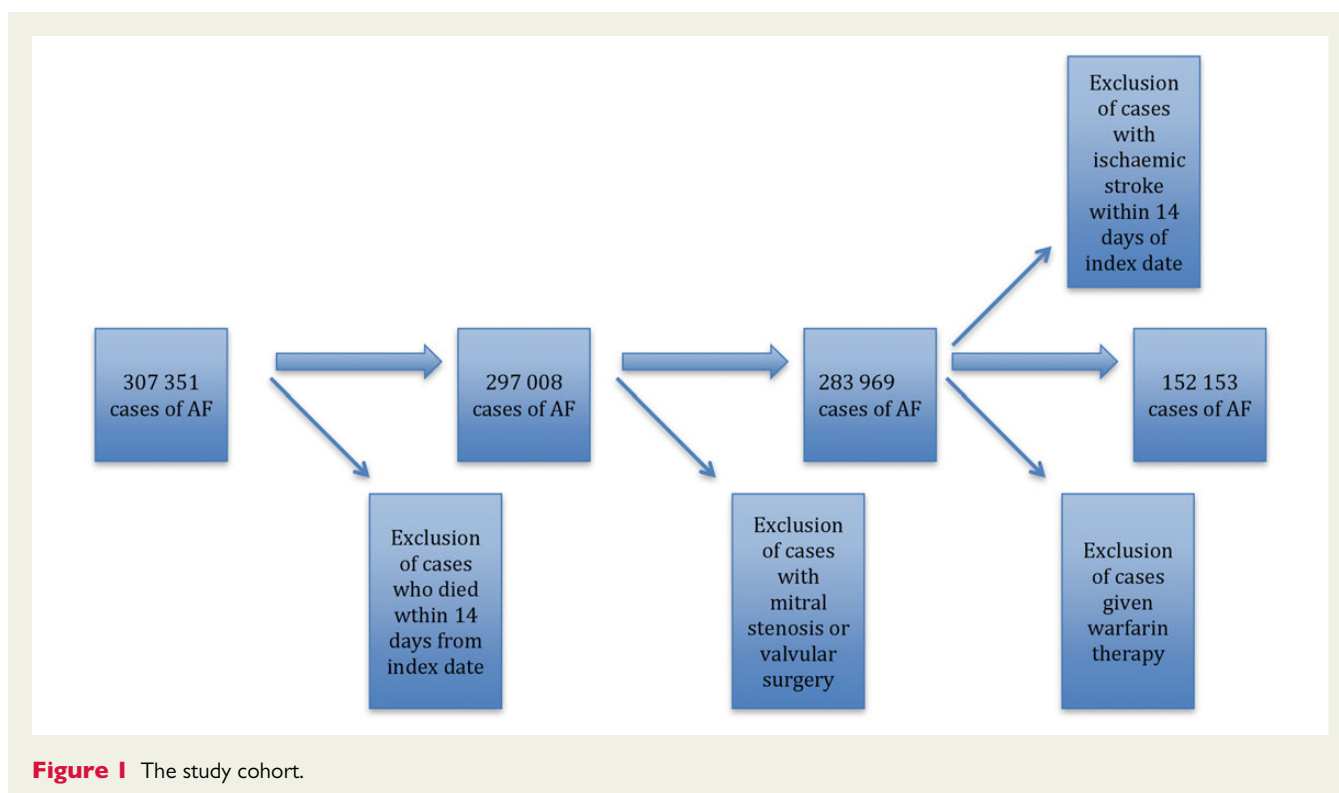 307 351
cases of AF
Exclusion
of cases
who died
wthin 14
days from
index date
297 008
cases of AF
Exclusion
of cases
with
mitral
stenosis or
valvular
surgery
283 969
cases of AF
Exclusion
of cases
with
ischaemic
stroke
within 14
days of
index date
Exclusion
of cases
given
warfarin
therapy
152 153
cases of AF
Figure 1 The study cohort.